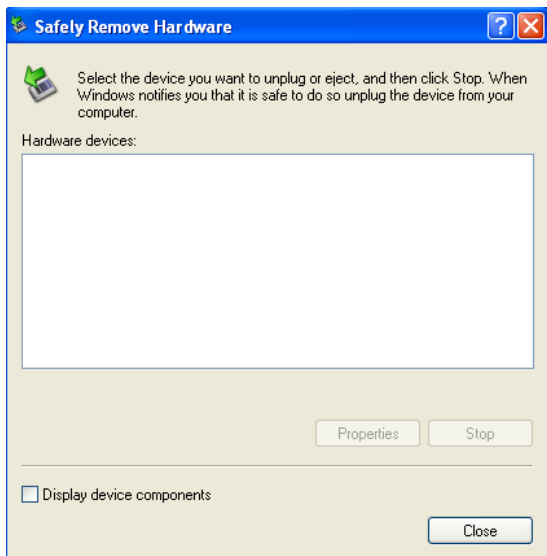 Safely Remove Hardware
Select the device you want to unplug or eject, and then click Stop. When
Windows notifies you that it is safe to do so unplug the device from your
computer.
Hardware devices:
Properties
Stop
Display device components
Close